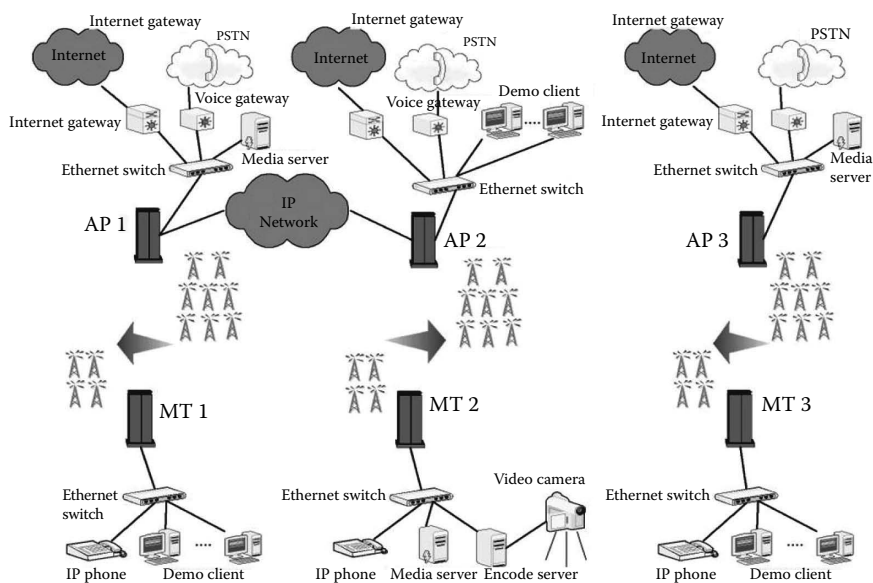 Internet gateway
Internet
PSTN
Internet gateway
Voice gateway
Media server
Ethernet switch
AP 1
IP
Network
Internet gateway
Internet
PSTN
Voice gateway
Demo client
Ethernet switch
AP 2
Internet gateway
Internet
PSTN
Internet gateway
Ethernet switch
Media
server
AP 3
MT 1
Ethernet
switch
IP phone
Demo client
MT 2
Ethernet switch
Video camera
IP phone
Media server
Encode server
MT 3
Ethernet switch
IP phone
Demo client